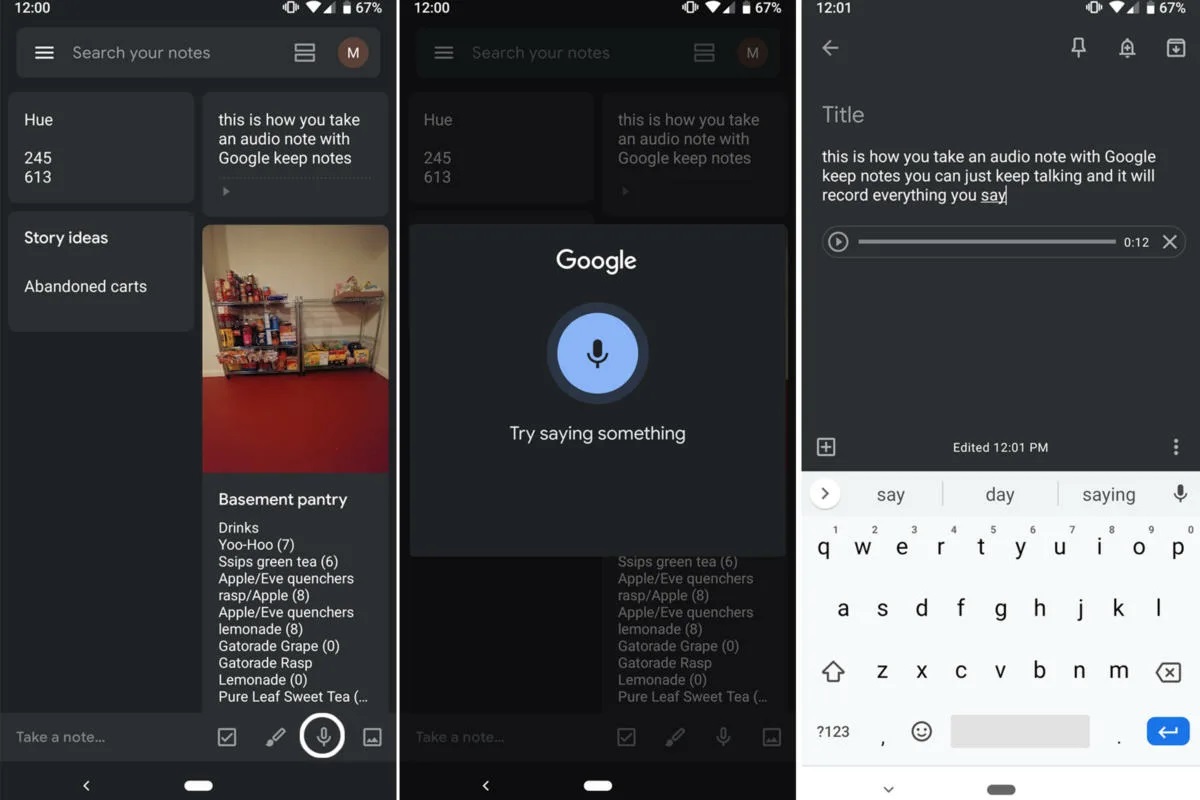 12:00
67%
Search your notes
M
Hue
245
613
this is how you take
an audio note with
Google keep notes
Story ideas
Abandoned carts
Basement pantry
Drinks
Yoo-Hoo (7)
Ssips green tea (6)
Apple/Eve quenchers
rasp/Apple (8)
Apple/Eve quenchers
lemonade (8)
Gatorade Grape (0)
Gatorade Rasp
Lemonade (0)
Pure Leaf Sweet Tea (...
Take a note...
12:00
67%
Search your notes
M
Hue
245
613
this is how you take
an audio note with
Google keep notes
Google
Try saying something
Ssips green tea (6)
Apple/Eve quenchers
rasp/Apple (8)
Apple/Eve quenchers
lemonade (8)
Gatorade Grape (0)
Gatorade Rasp
Lemonade (0)
Pure Leaf Sweet Tea (...
Take a note...
12:01
67%
Title
this is how you take an audio note with Google
keep notes you can just keep talking and it will
record everything you say
0:12
Edited 12:01 PM
say day saying
1 2 3 4 5 6 7 8 9 0
q w e r t y u i o p
a s d f g h j k l
z x c v b n m
?123 , .